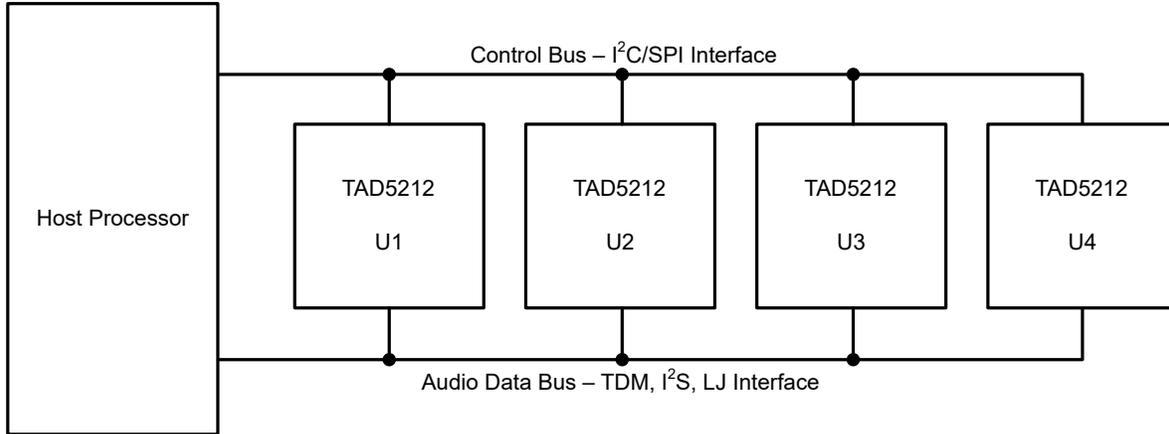 Control Bus – I²C/SPI Interface
TAD5212
TAD5212
TAD5212
TAD5212
Host Processor
U1
U2
U3
U4
Audio Data Bus – TDM, I²S, LJ Interface